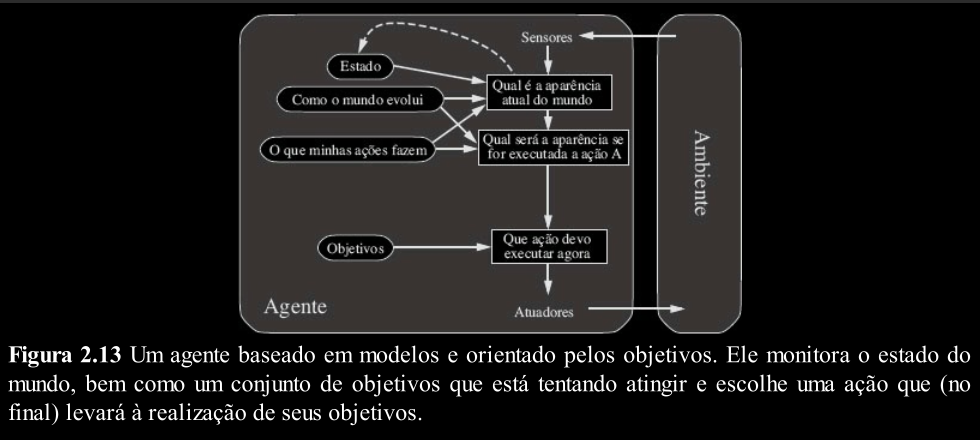 Sensores
Estado
Qual é a aparência
atual do mundo
Como o mundo evolui
O que minhas ações fazem
Qual será a aparência se
for executada a ação A
Ambiente
Objetivos
Que ação devo
executar agora
Agente
Atuadores
Figura 2.13 Um agente baseado em modelos e orientado pelos objetivos. Ele monitora o estado do
mundo, bem como um conjunto de objetivos que está tentando atingir e escolhe uma ação que (no
final) levará à realização de seus objetivos.